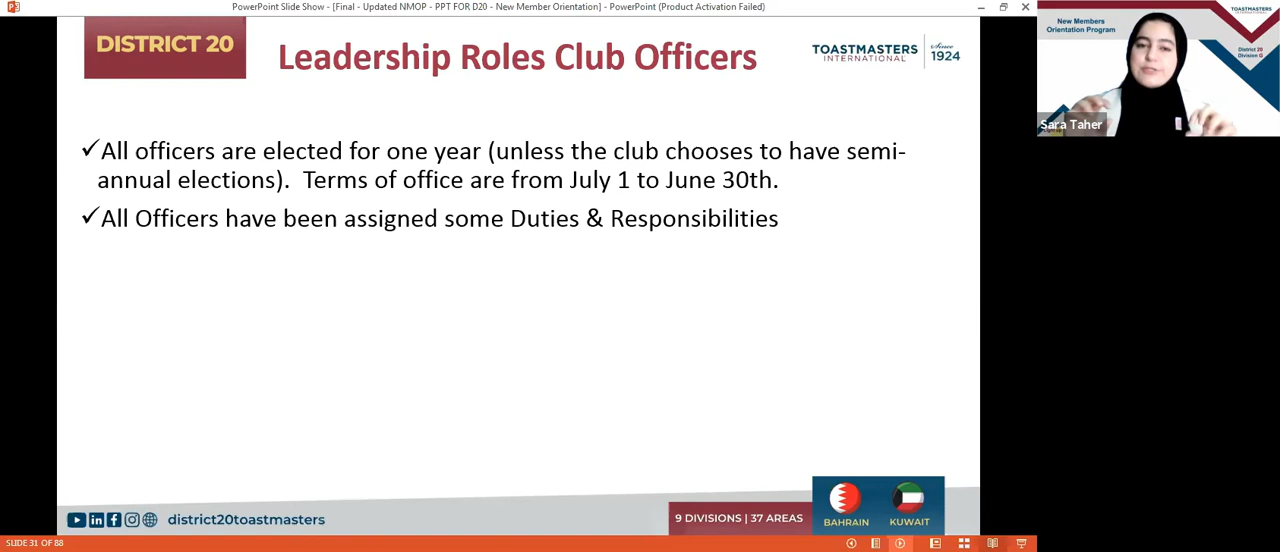 PowerPoint Slide Show - [Final - Updated NMOP - PPT FOR D20 - New Member Orientation] - PowerPoint (Product Activation Failed)
DISTRICT 20
Leadership Roles Club Officers
TOASTMASTERS
INTERNATIONAL
Since
1924
New Members
Orientation Program
TOASTMASTERS
INTERNATIONAL
District 20
Division G
Sara Taher
✓All officers are elected for one year (unless the club chooses to have semi-
annual elections).  Terms of office are from July 1 to June 30th.
✓All Officers have been assigned some Duties & Responsibilities
district20toastmasters
9 DIVISIONS | 37 AREAS
BAHRAIN
KUWAIT
SLIDE 31 OF 88